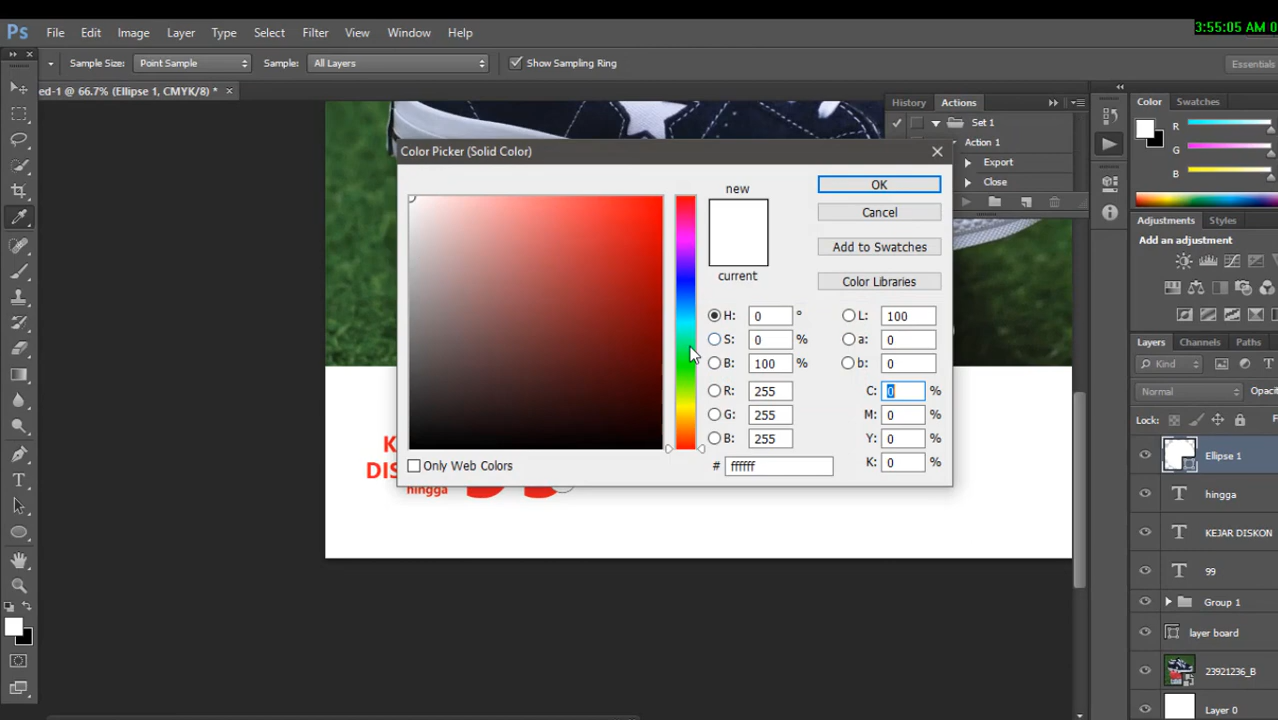 3:55:05 AM
Ps File Edit Image Layer Type Select Filter View Window Help
Sample Size: Point Sample Sample: All Layers Show Sampling Ring Essentials
ed-1 @ 66.7% (Ellipse 1, CMYK/8) * ×
History Actions
Set 1
Action 1
Export
Close
Color Swatches
R
G
B
Adjustments Styles
Add an adjustment
Layers Channels Paths
Kind
Normal Opacit
Lock:
Ellipse 1
T hingga
T KEJAR DISKON
T 99
Group 1
layer board
23921236_B
Layer 0
Color Picker (Solid Color)
new
current
OK
Cancel
Add to Swatches
Color Libraries
H: 0 °
S: 0 %
B: 100 %
R: 255
G: 255
B: 255
# ffffff
L: 100
a: 0
b: 0
C: 0 %
M: 0 %
Y: 0 %
K: 0 %
Only Web Colors
K
DIS
hingga